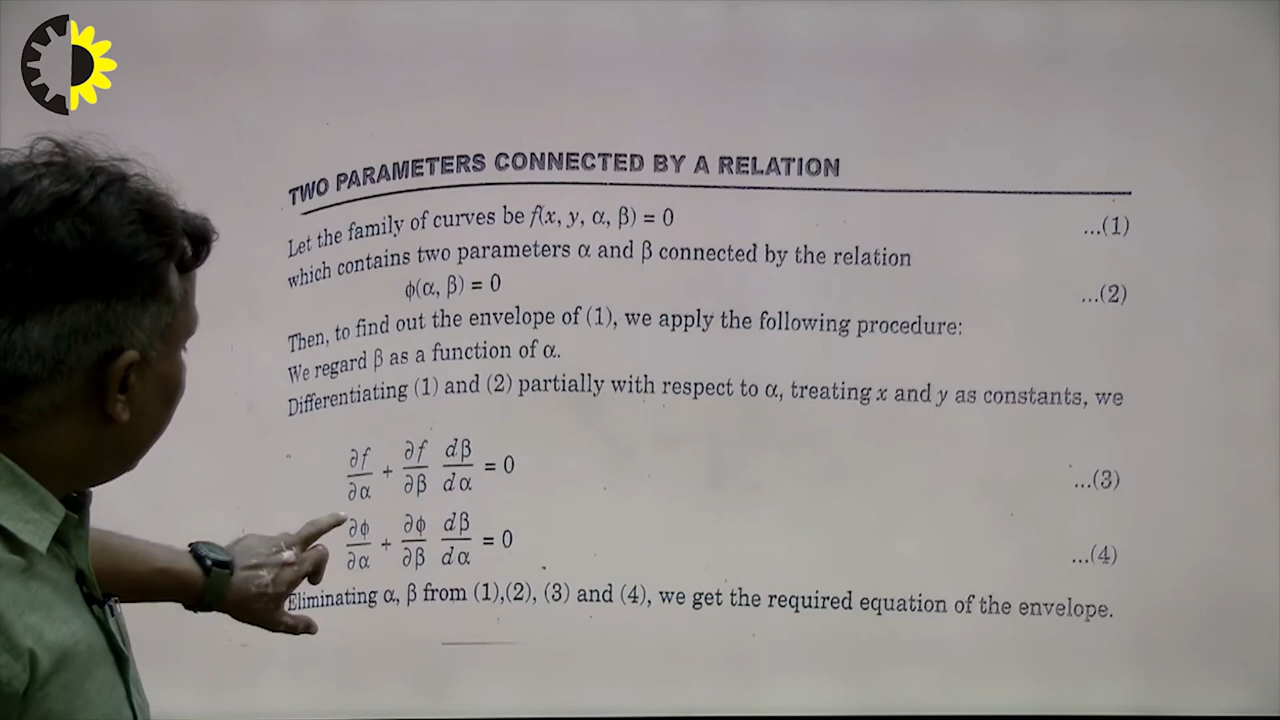 TWO PARAMETERS CONNECTED BY A RELATION
Let the family of curves be f(x, y, α, β) = 0 ...(1)
which contains two parameters α and β connected by the relation
ϕ(α, β) = 0 ...(2)
Then, to find out the envelope of (1), we apply the following procedure:
We regard β as a function of α.
Differentiating (1) and (2) partially with respect to α, treating x and y as constants, we
∂f/∂α + ∂f/∂β dβ/dα = 0 ...(3)
∂ϕ/∂α + ∂ϕ/∂β dβ/dα = 0 ...(4)
Eliminating α, β from (1),(2), (3) and (4), we get the required equation of the envelope.